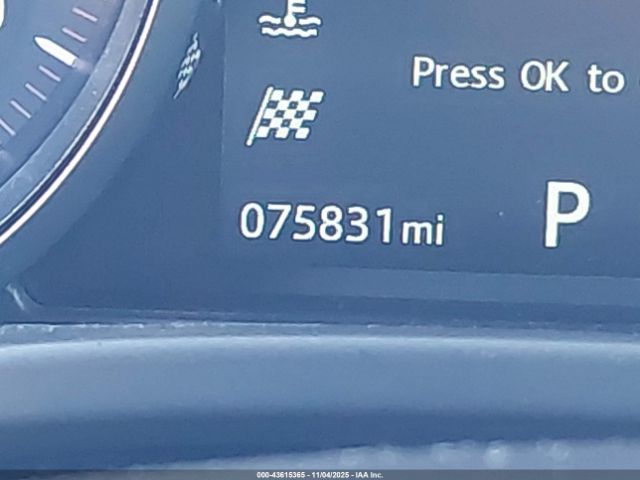 Press OK to
075831mi
P
000-43615365 - 11/04/2025 - IAA Inc.